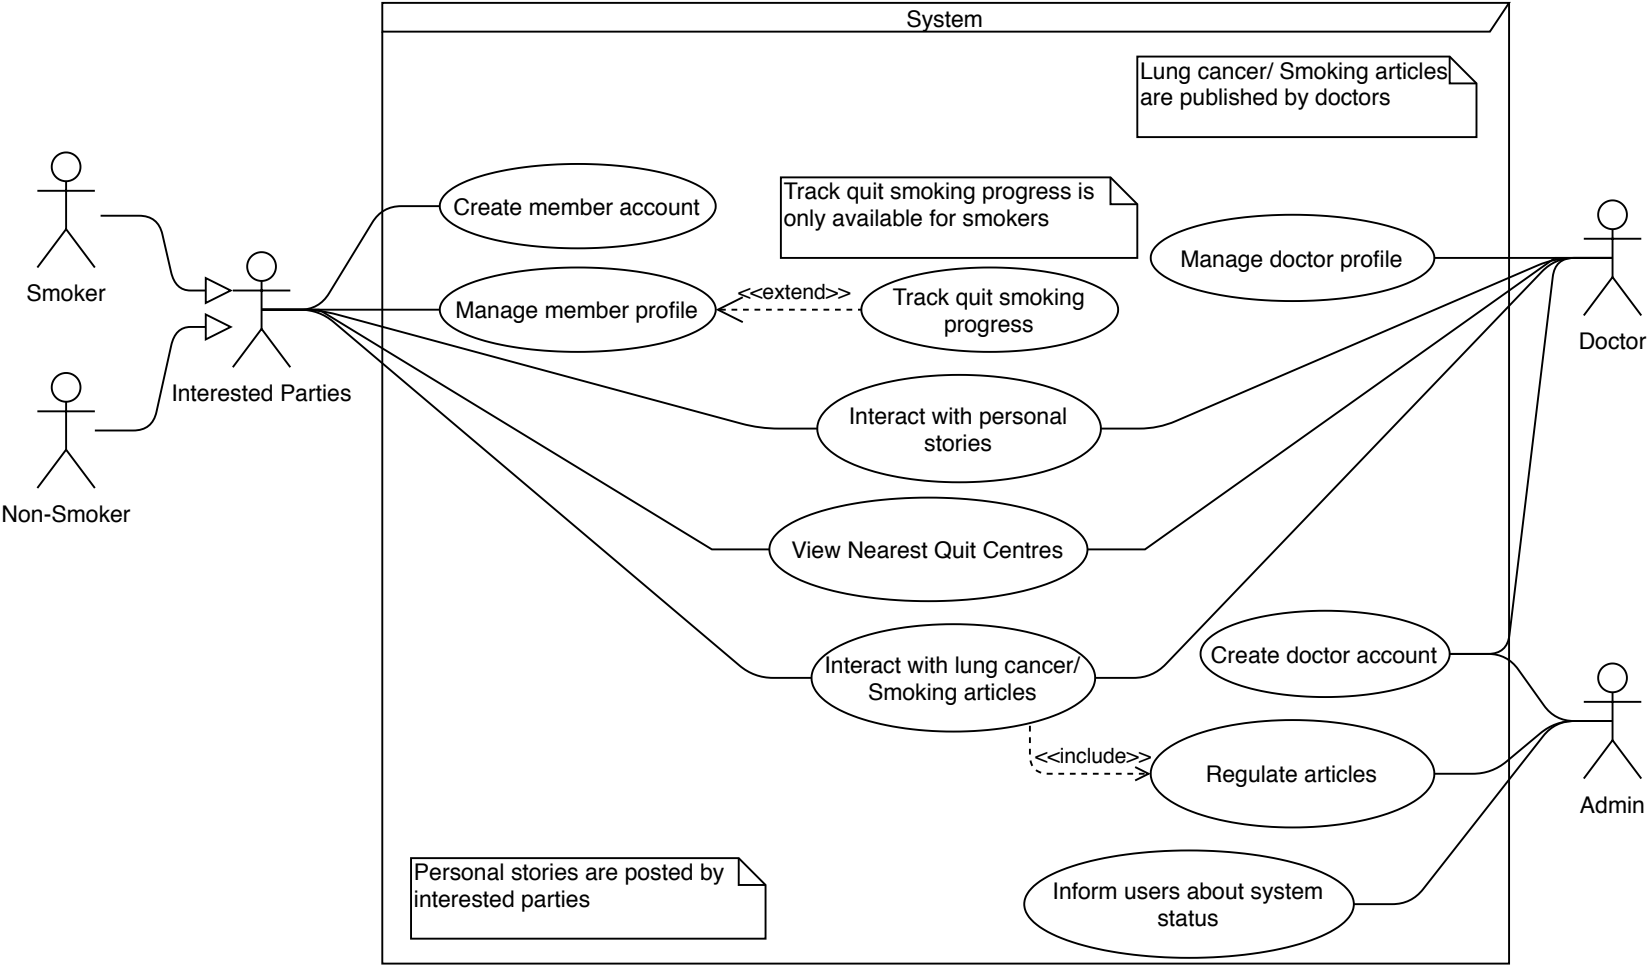 System
Lung cancer/ Smoking articles
are published by doctors
Create member account
Track quit smoking progress is
only available for smokers
Manage doctor profile
Smoker
Interested Parties
Manage member profile
<<extend>>
Track quit smoking
progress
Doctor
Non-Smoker
Interact with personal
stories
View Nearest Quit Centres
Interact with lung cancer/
Smoking articles
Create doctor account
<<include>>
Regulate articles
Admin
Personal stories are posted by
interested parties
Inform users about system
status